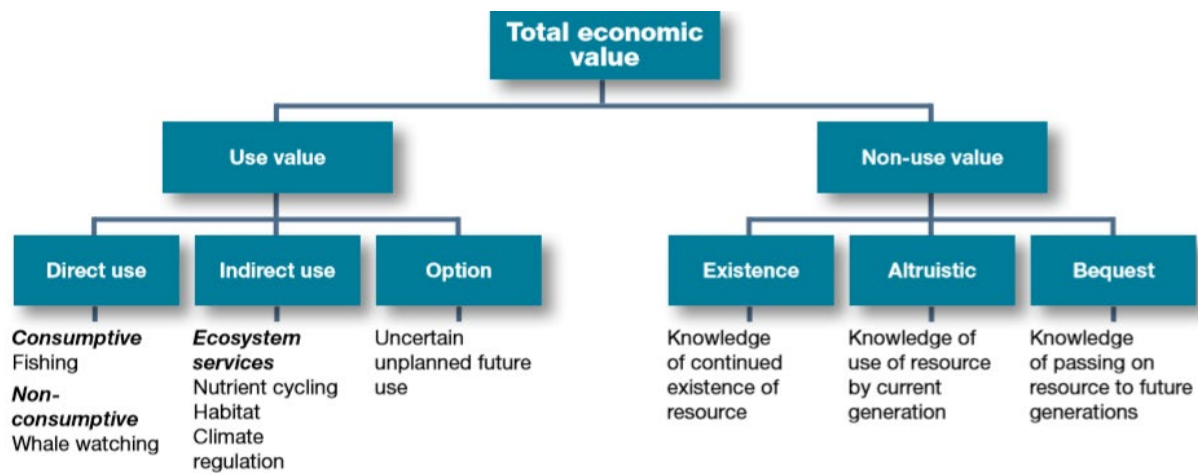 Total economic
value
Use value
Non-use value
Direct use
Indirect use
Option
Existence
Altruistic
Bequest
Consumptive
Fishing
Non-
consumptive
Whale watching
Ecosystem
services
Nutrient cycling
Habitat
Climate
regulation
Uncertain
unplanned future
use
Knowledge
of continued
existence of
resource
Knowledge of
use of resource
by current
generation
Knowledge
of passing on
resource to future
generations